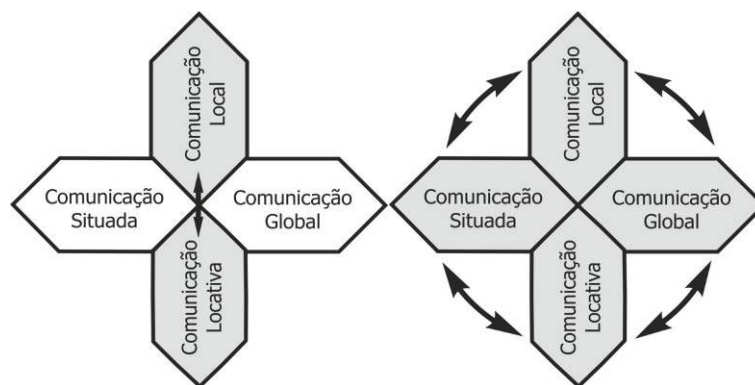 Comunicação
Local
Comunicação
Situada
Comunicação
Global
Comunicação
Locativa
Comunicação
Local
Comunicação
Situada
Comunicação
Global
Comunicação
Locativa